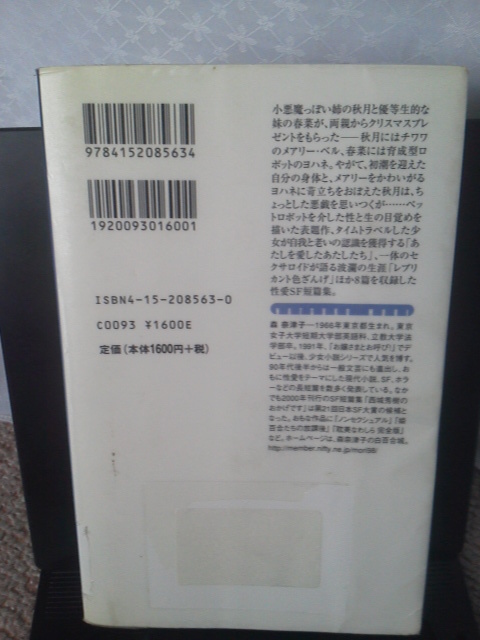 9784152085634
1920093016001
ISBN4-15-208563-0
C0093 ¥1600E
定価(本体1600円+税)
小悪魔っぽい姉の秋月と優等生的な
妹の春菜が、両親からクリスマスプレ
ゼントをもらった――秋月にはチワワ
のメアリー・ベル、春菜には育成型ロ
ボットのヨハネ。やがて、初潮を迎えた
自分の身体と、メアリーをかわいがる
ヨハネに苛立ちをおぼえた秋月は、ち
ょっとした悪戯を思いつくが……ペッ
トロボットを介した性と生の目覚めを
描いた表題作、タイムトラベルした少
女が自我と老いの認識を獲得する「あ
たしを愛したあたしたち」、一体のセ
クサロイドが語る波瀾の生涯「レプリ
カント色ざんげ」ほか8篇を収録した
性愛SF短篇集。
NATSUKO MORI
森 奈津子―1966年東京都生まれ。東京
女子大学短期大学部英語科、立教大学法
学部卒。1991年、「お嬢さまとお呼び!」でデ
ビュー以後、少女小説シリーズで人気を博す。
90年代後半からは一般文芸にも進出し、お
もに性愛をテーマにした現代小説、SF、ホラ
ーなどの長短篇を多数発表している。な
かでも2000年刊行のSF短篇集「西城秀樹の
おかげです」は第21回日本SF大賞の候補と
なった。おもな作品に「ノンセクシュアル」「姫
百合たちの放課後」「耽美なわしら 完全版」
など。ホームページは、森奈津子の白百合城。
http://member.nifty.ne.jp/mori98/